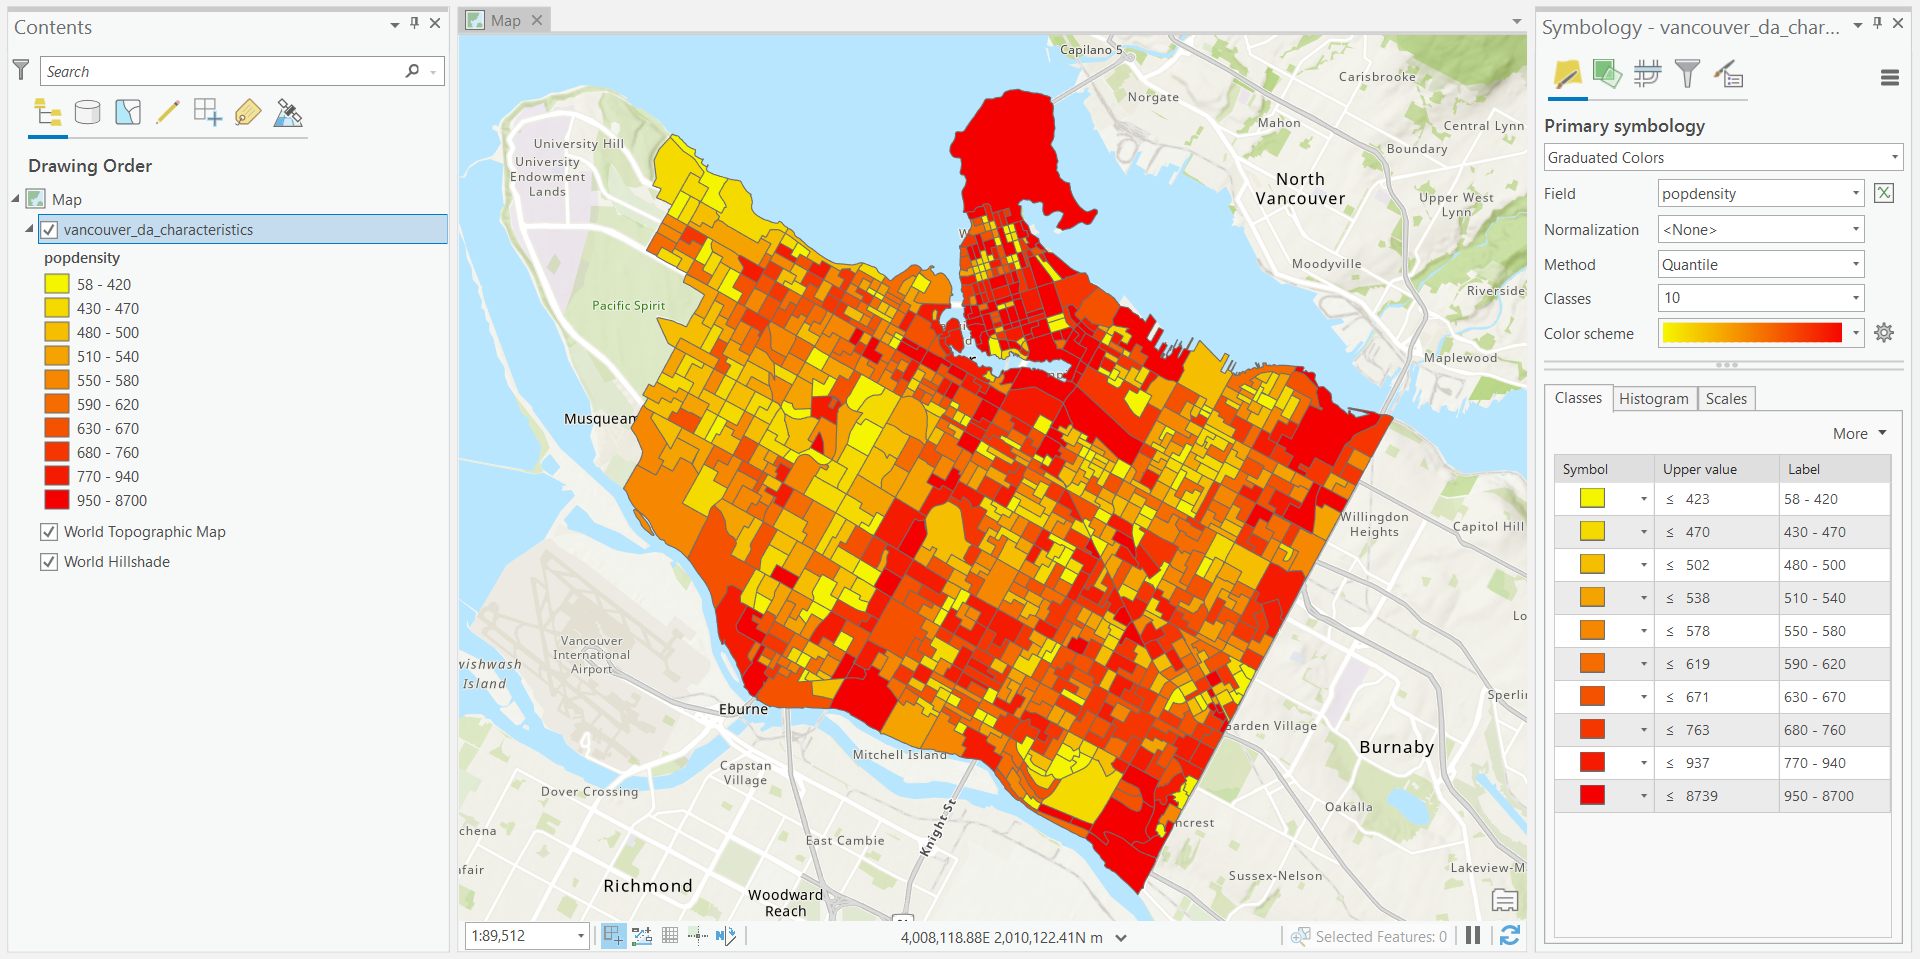 Contents
Search
Drawing Order
Map
vancouver_da_characteristics
popdensity
58 - 420
430 - 470
480 - 500
510 - 540
550 - 580
590 - 620
630 - 670
680 - 760
770 - 940
950 - 8700
World Topographic Map
World Hillshade
Map
Capilano 5
Carisbrooke
Norgate
Mahon
Central Lynn
Boundary
University Hill
University
Endowment
Lands
North
Vancouver
Upper West
Lynn
Moodyville
Riverside
Pacific Spirit
Maplewood
Musqueam
Willingdon
Heights
Capitol Hill
Vancouver
International
Airport
Island
Eburne
Garden Village
Burnaby
Mitchell Island
Capstan
Village
Dover Crossing
Oakalla
East Cambie
Knight St
Richmond
Woodward
Reach
Sussex-Nelson
Lakeview-M
1:89,512
4,008,118.88E 2,010,122.41N m
Selected Features: 0
Symbology - vancouver_da_char...
Primary symbology
Graduated Colors
Field popdensity
Normalization <None>
Method Quantile
Classes 10
Color scheme
Classes Histogram Scales
More
Symbol Upper value Label
≤ 423 58 - 420
≤ 470 430 - 470
≤ 502 480 - 500
≤ 538 510 - 540
≤ 578 550 - 580
≤ 619 590 - 620
≤ 671 630 - 670
≤ 763 680 - 760
≤ 937 770 - 940
≤ 8739 950 - 8700